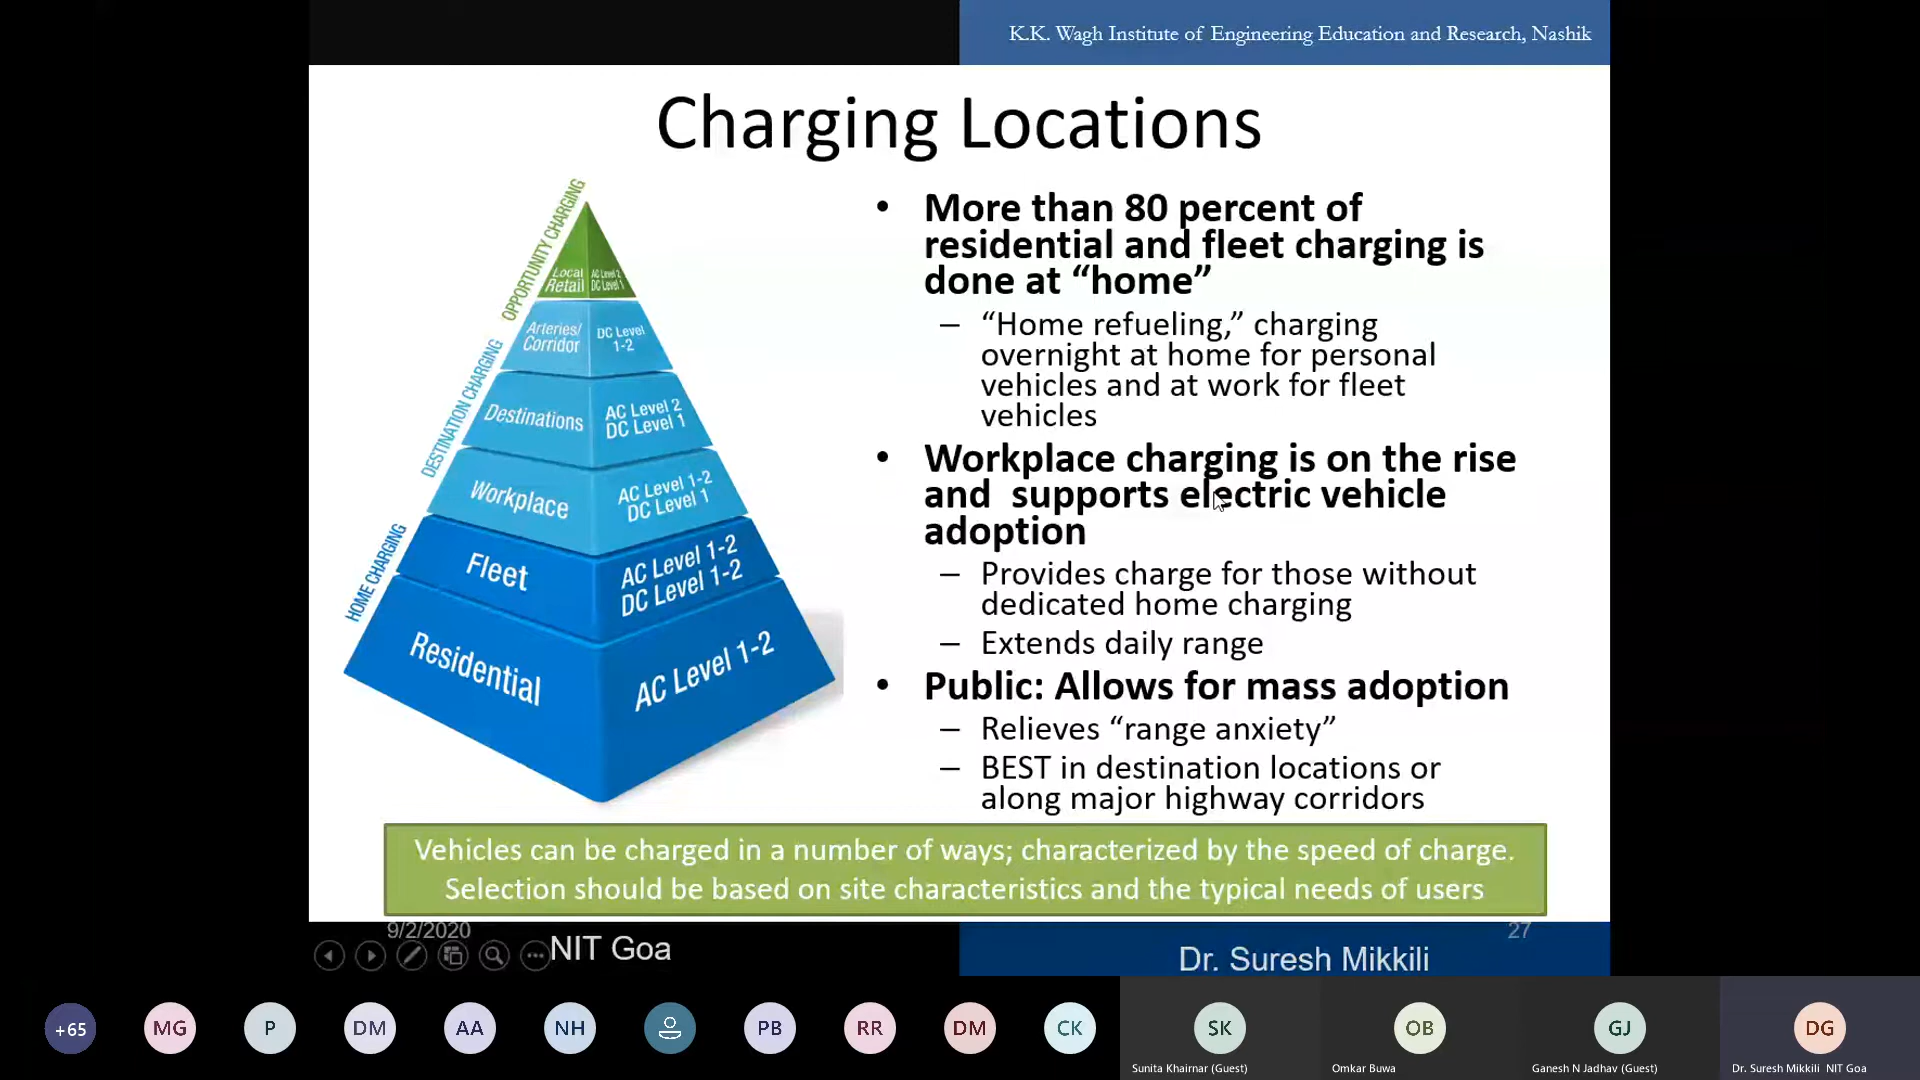 K.K. Wagh Institute of Engineering Education and Research, Nashik
Charging Locations
OPPORTUNITY CHARGING
DESTINATION CHARGING
HOME CHARGING
Local
Retail
AC Level 2
DC Level 1
Arteries/
Corridor
DC Level
1-2
Destinations
AC Level 2
DC Level 1
Workplace
AC Level 1-2
DC Level 1
Fleet
AC Level 1-2
DC Level 1-2
Residential
AC Level 1-2
• More than 80 percent of
residential and fleet charging is
done at “home”
– “Home refueling,” charging
overnight at home for personal
vehicles and at work for fleet
vehicles
• Workplace charging is on the rise
and supports electric vehicle
adoption
– Provides charge for those without
dedicated home charging
– Extends daily range
• Public: Allows for mass adoption
– Relieves “range anxiety”
– BEST in destination locations or
along major highway corridors
Vehicles can be charged in a number of ways; characterized by the speed of charge.
Selection should be based on site characteristics and the typical needs of users
9/2/2020
27
NIT Goa
Dr. Suresh Mikkili
+65
MG
P
DM
AA
NH
PB
RR
DM
CK
SK
OB
GJ
DG
Sunita Khairnar (Guest)
Omkar Buwa
Ganesh N Jadhav (Guest)
Dr. Suresh Mikkili NIT Goa